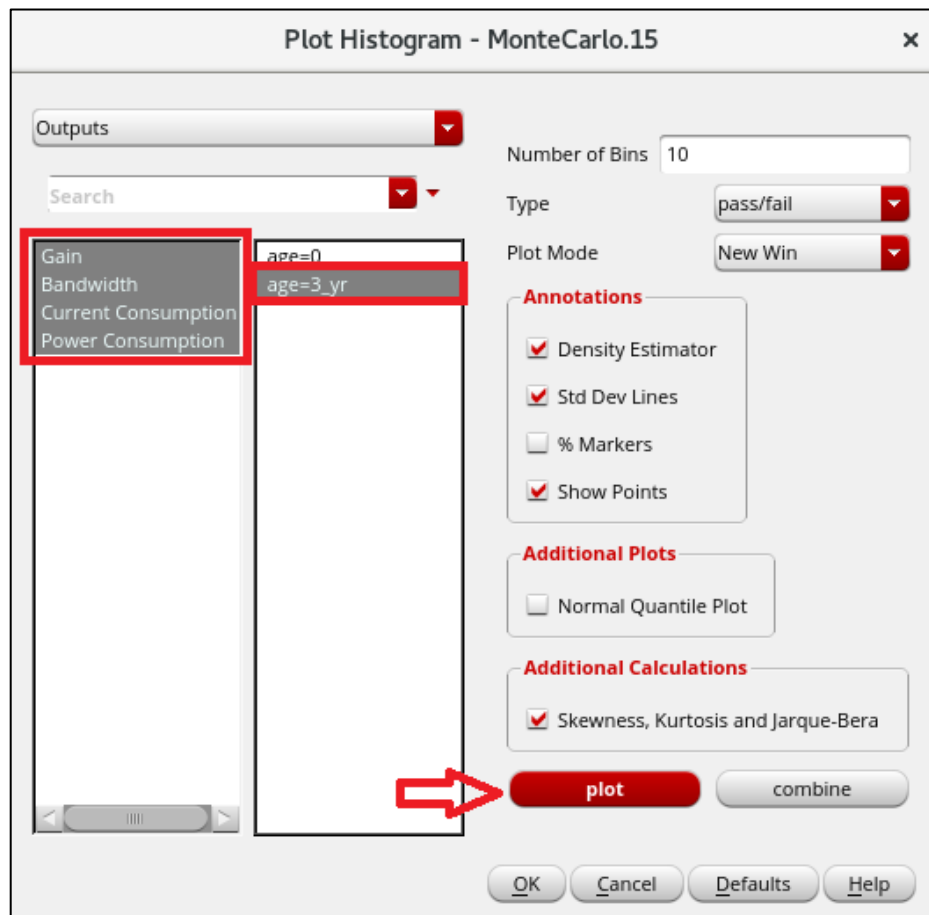 Plot Histogram - MonteCarlo.15
×
Outputs
Search
Gain
Bandwidth
Current Consumption
Power Consumption
age=0
age=3_yr
Number of Bins 10
Type pass/fail
Plot Mode New Win
Annotations
Density Estimator
Std Dev Lines
% Markers
Show Points
Additional Plots
Normal Quantile Plot
Additional Calculations
Skewness, Kurtosis and Jarque-Bera
plot combine
OK Cancel Defaults Help